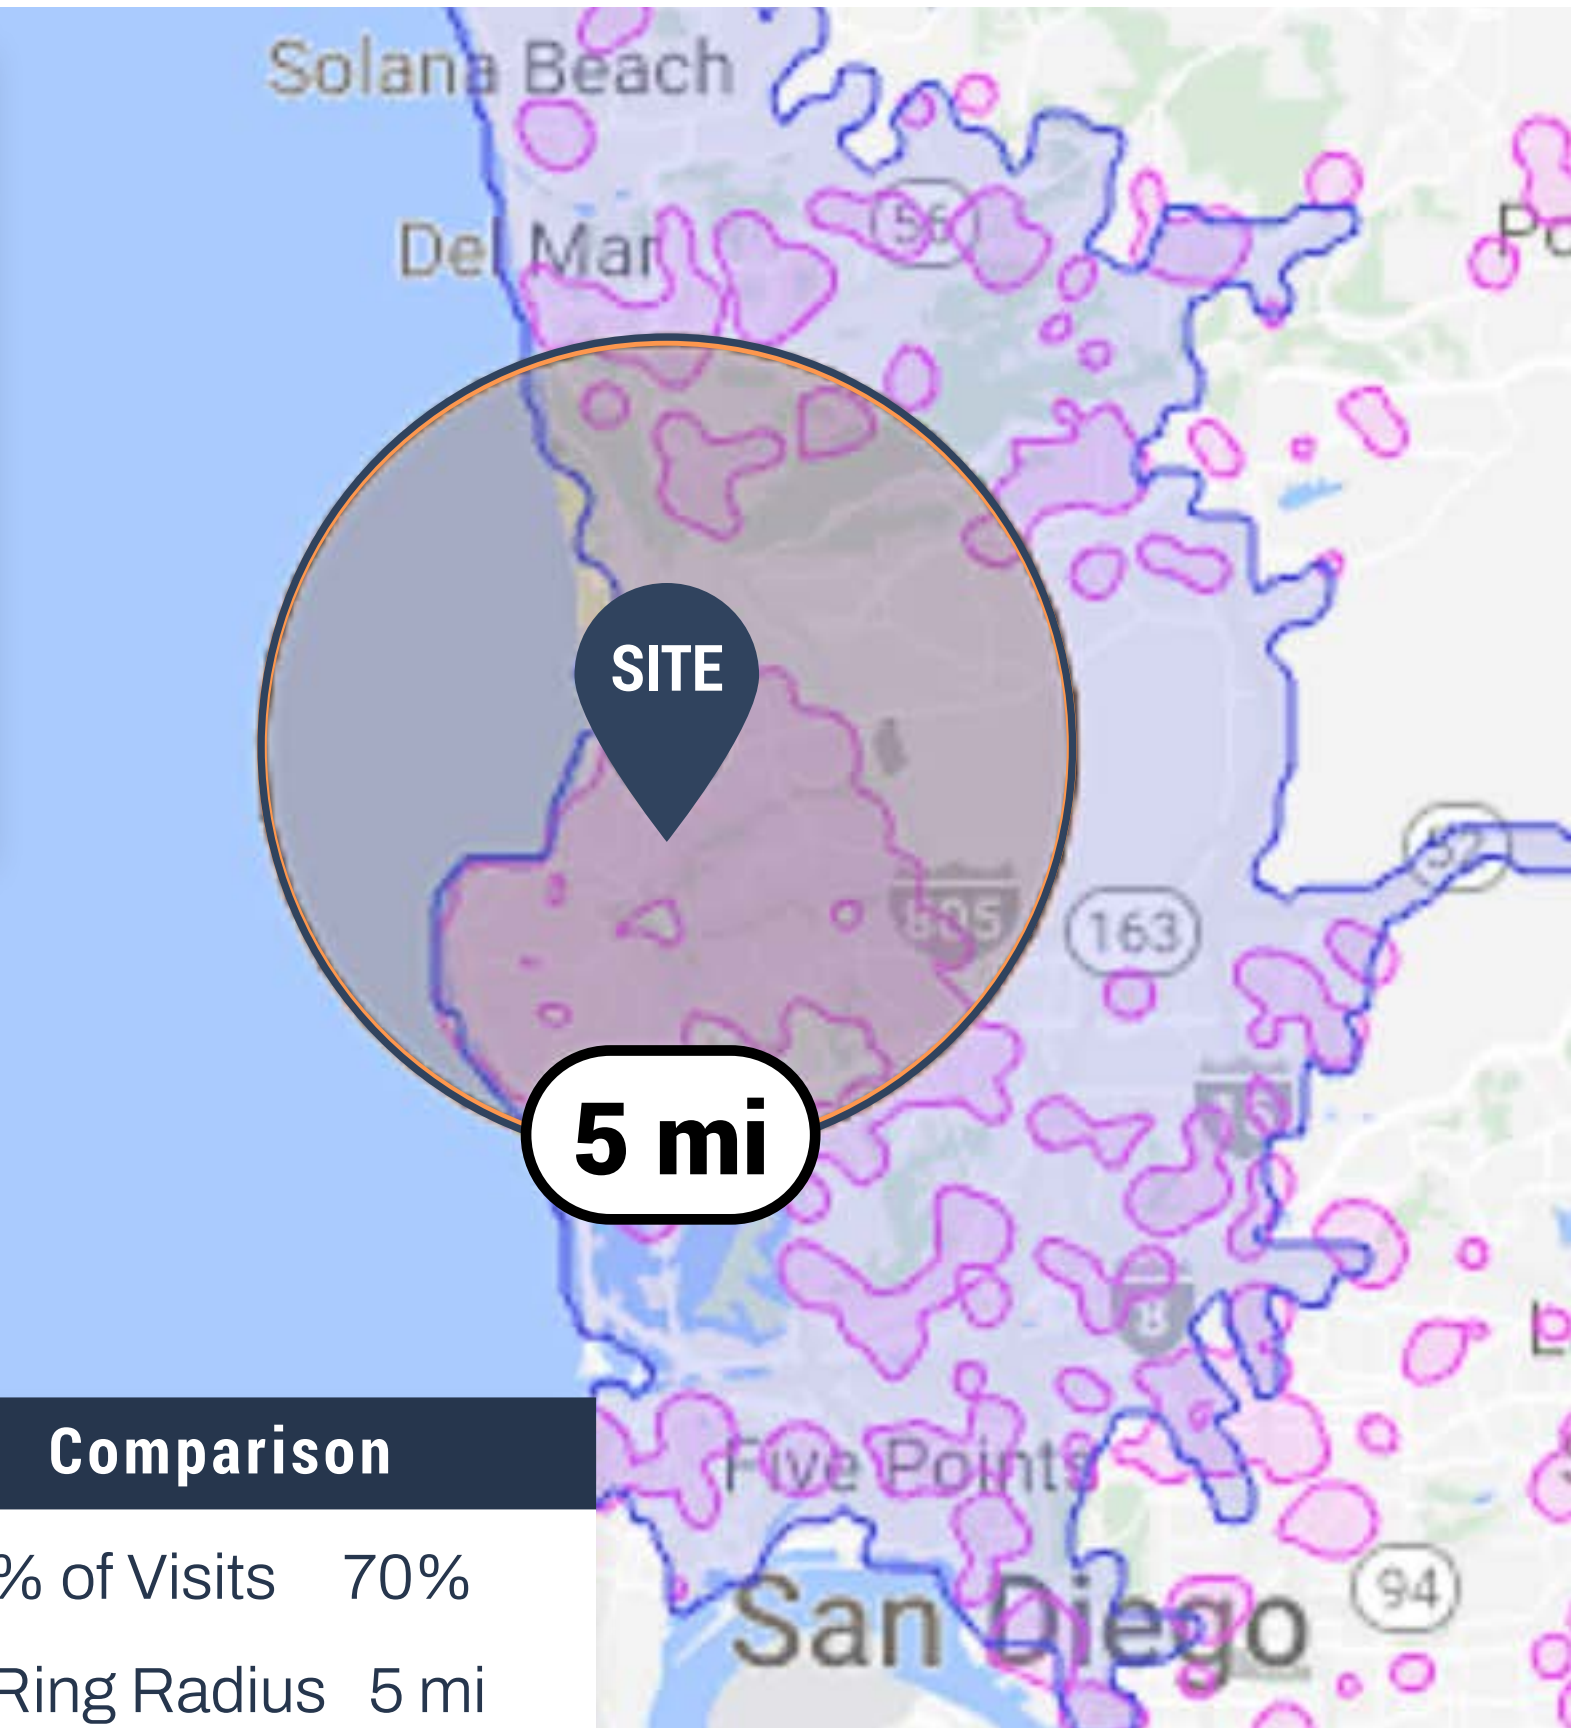 Solana Beach
56
Del Mar
Po
SITE
805
52
163
5 mi
8
L
Comparison
Five Points
% of Visits 70%
94
San Diego
Ring Radius 5 mi